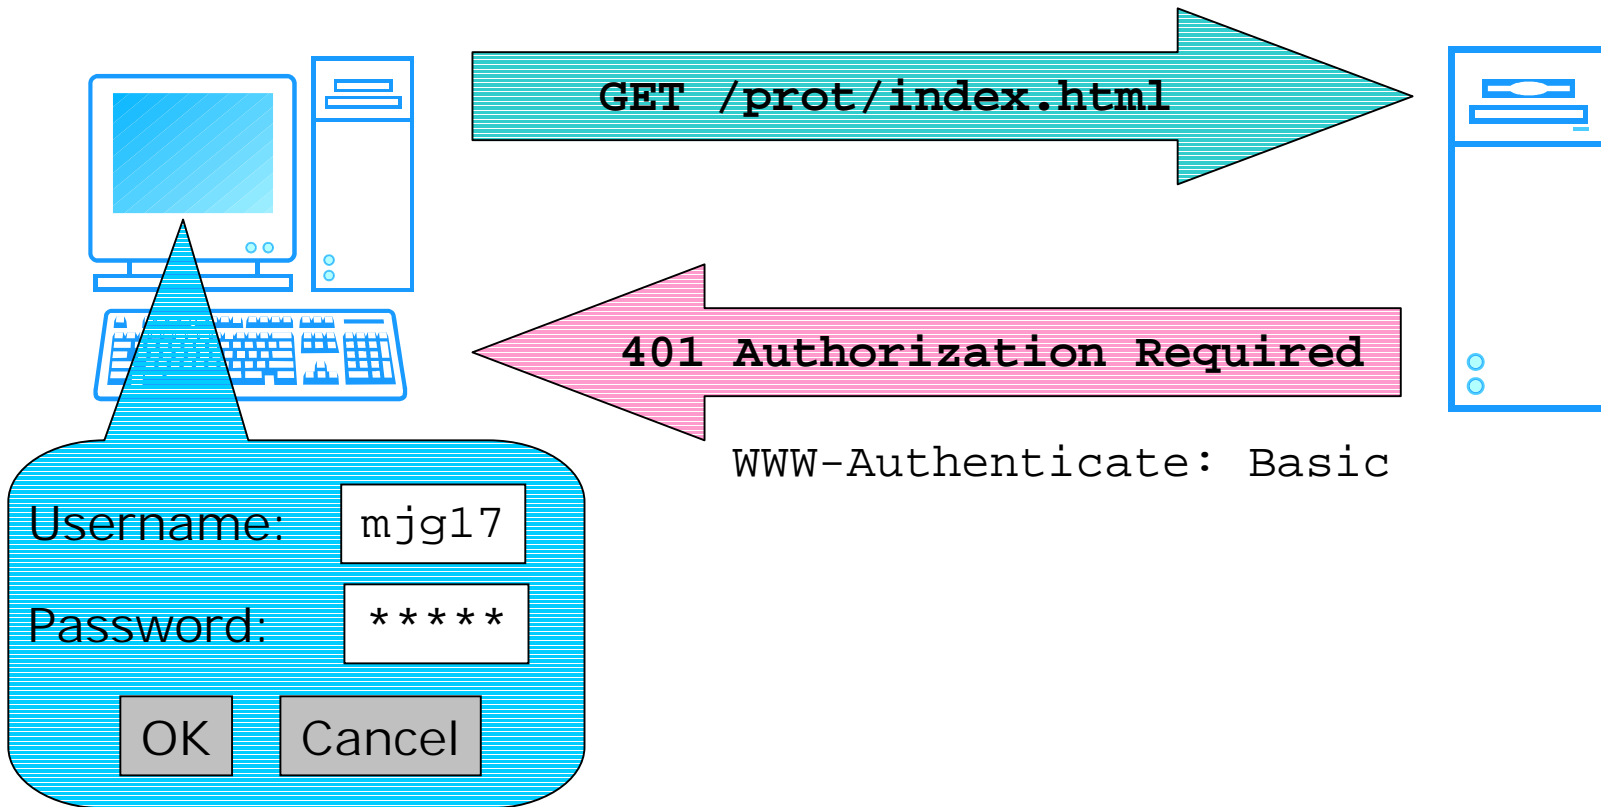 GET /prot/index.html
401 Authorization Required
WWW-Authenticate: Basic
Username: mjg17
Password: *****
OK Cancel